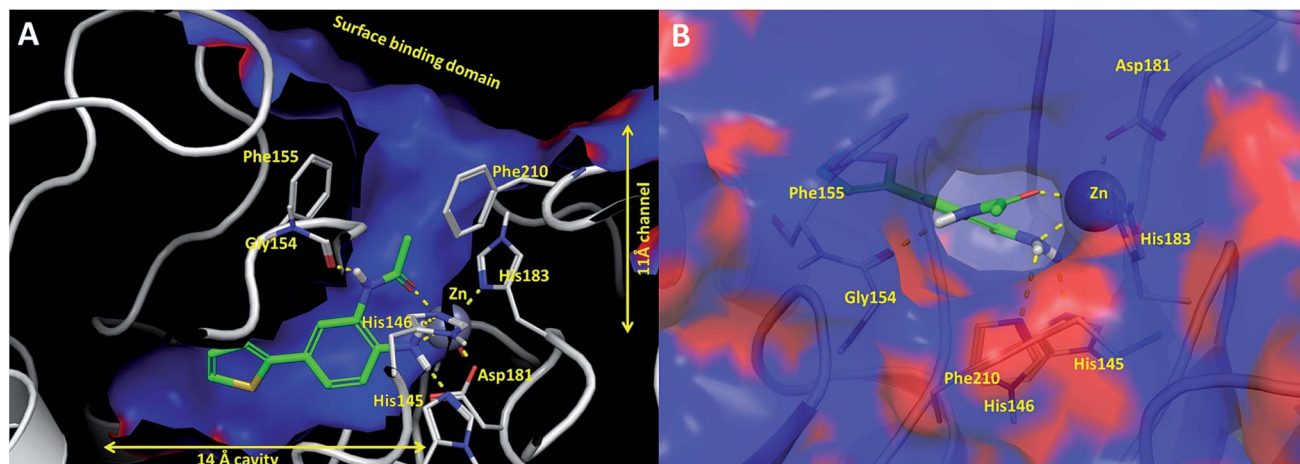 A
Surface binding domain
Phe155
Phe210
Gly154
His183
11Å channel
Zn
His146
Asp181
His145
14 Å cavity
B
Asp181
Phe155
Zn
His183
Gly154
His145
Phe210
His146